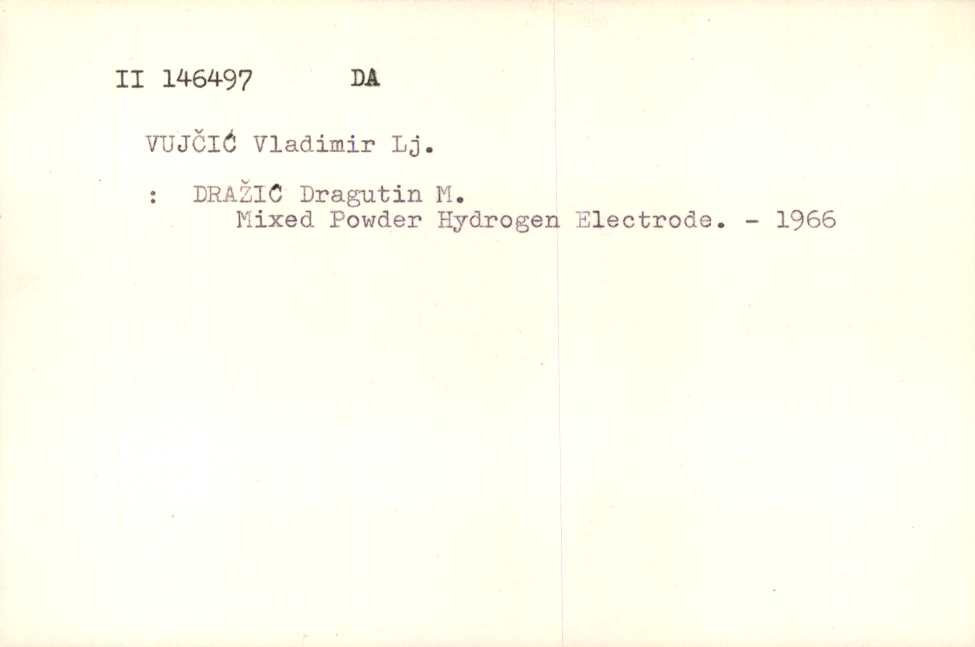 II 146497 DA
VUJČIĆ Vladimir Lj.
: DRAŽIĆ Dragutin M.
Mixed Powder Hydrogen Electrode. - 1966